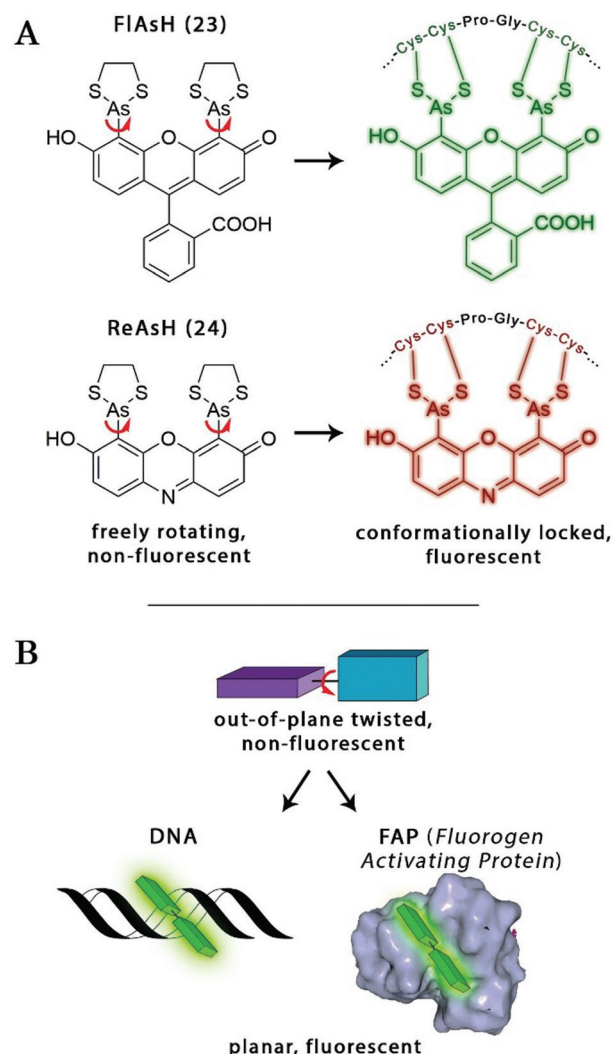 A
FlAsH (23)
S S S S
As As
HO O O
COOH
Cys-Cys-Pro-Gly-Cys-Cys
S S S S
As As
HO O O
COOH
ReAsH (24)
S S S S
As As
HO O O
N
freely rotating,
non-fluorescent
Cys-Cys-Pro-Gly-Cys-Cys
S S S S
As As
HO O O
N
conformationally locked,
fluorescent
B
out-of-plane twisted,
non-fluorescent
DNA
FAP (Fluorogen
Activating Protein)
planar, fluorescent